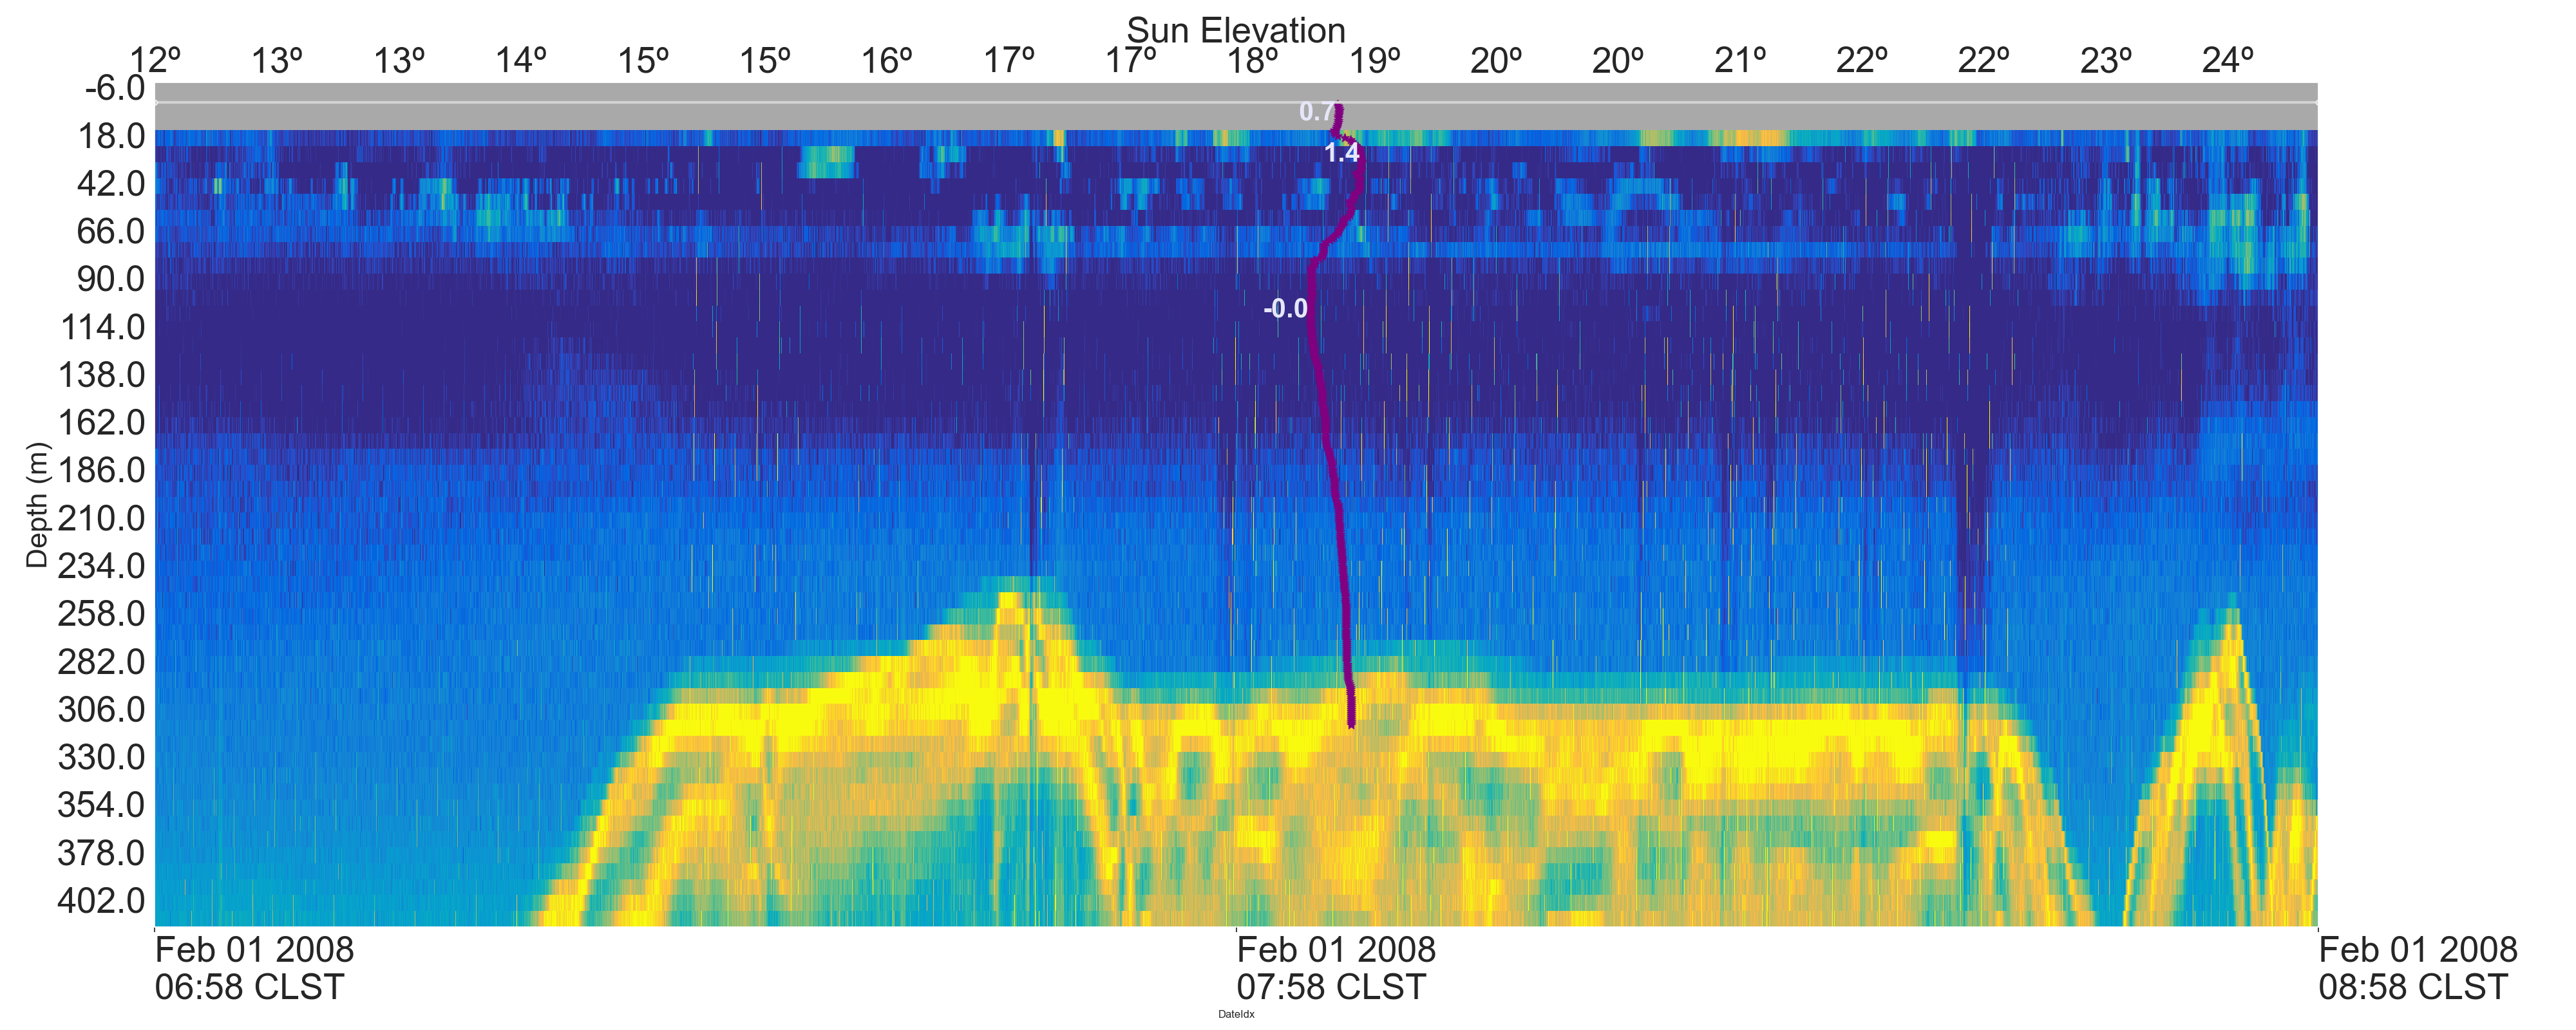 Sun Elevation
12º 13º 13º 14º 15º 15º 16º 17º 17º 18º 19º 20º 20º 21º 22º 22º 23º 24º
-6.0
0.7
18.0
1.4
42.0
66.0
90.0
-0.0
114.0
138.0
162.0
186.0
210.0
234.0
258.0
282.0
306.0
330.0
354.0
378.0
402.0
Depth (m)
Feb 01 2008
06:58 CLST
Feb 01 2008
07:58 CLST
Feb 01 2008
08:58 CLST
DateIdx